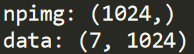 npimg: (1024,)
data: (7, 1024)